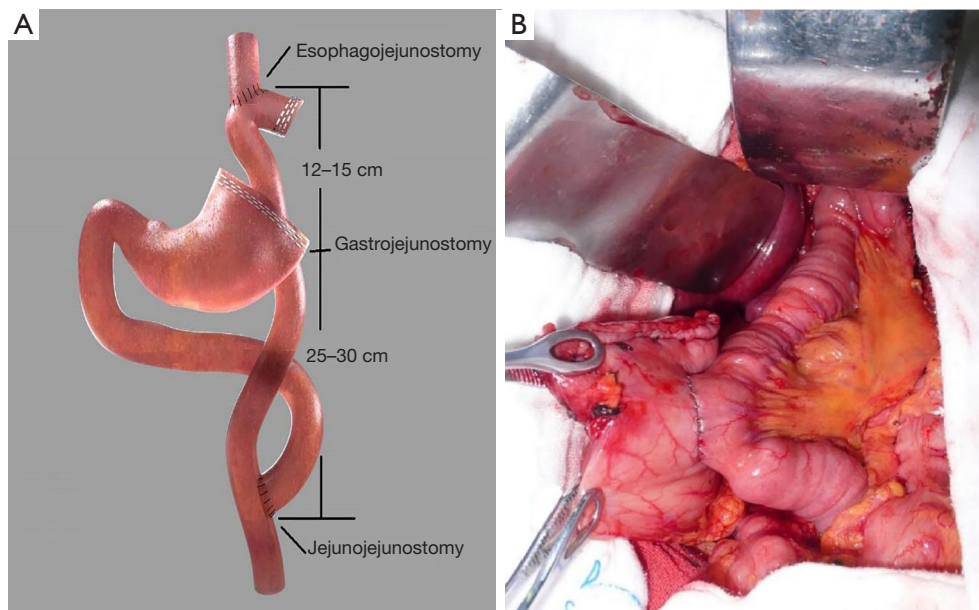 A
Esophagojejunostomy
12–15 cm
Gastrojejunostomy
25–30 cm
Jejunojejunostomy
B